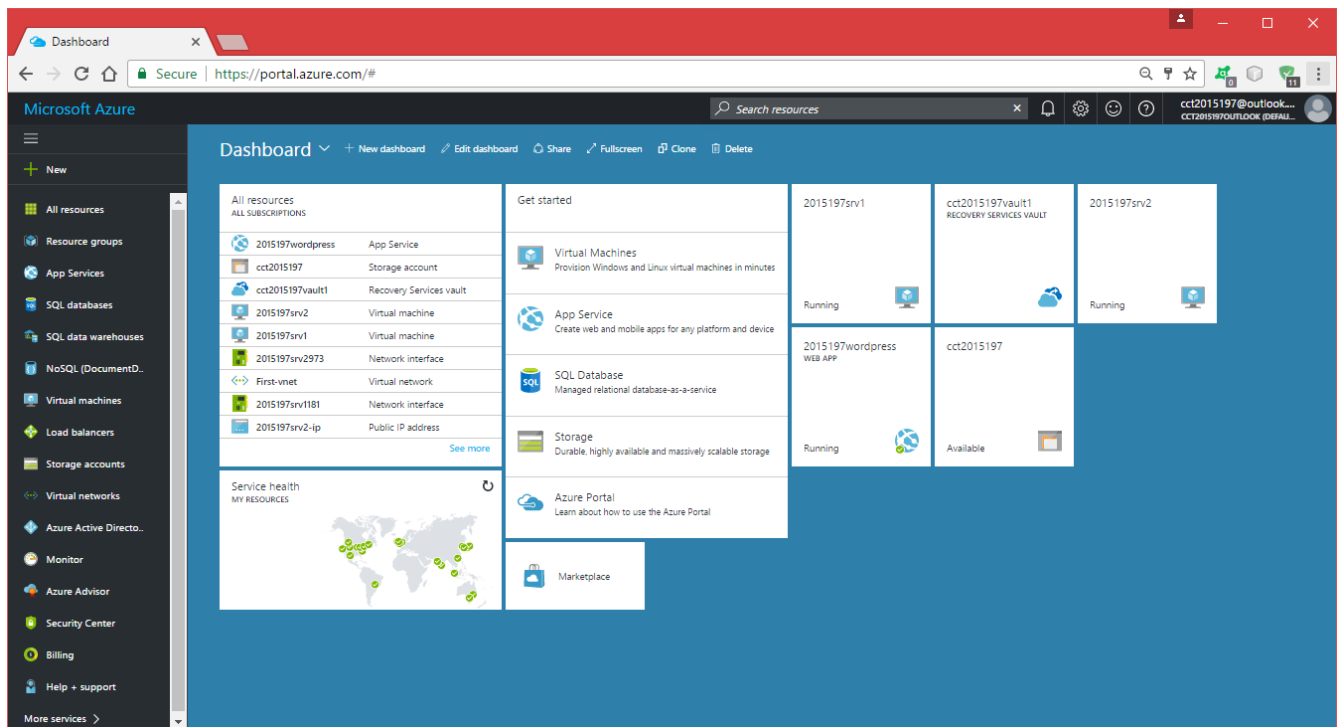 Dashboard
Secure | https://portal.azure.com/#
0
11
Microsoft Azure
Search resources
cct2015197@outlook....
CCT2015197OUTLOOK (DEFAU...
New
All resources
Resource groups
App Services
SQL databases
SQL data warehouses
NoSQL (DocumentD..
Virtual machines
Load balancers
Storage accounts
Virtual networks
Azure Active Directo..
Monitor
Azure Advisor
Security Center
Billing
Help + support
More services
Dashboard
New dashboard
Edit dashboard
Share
Fullscreen
Clone
Delete
All resources
ALL SUBSCRIPTIONS
2015197wordpress App Service
cct2015197 Storage account
cct2015197vault1 Recovery Services vault
2015197srv2 Virtual machine
2015197srv1 Virtual machine
2015197srv2973 Network interface
First-vnet Virtual network
2015197srv1181 Network interface
2015197srv2-ip Public IP address
See more
Service health
MY RESOURCES
Get started
Virtual Machines
Provision Windows and Linux virtual machines in minutes
App Service
Create web and mobile apps for any platform and device
SQL
SQL Database
Managed relational database-as-a-service
Storage
Durable, highly available and massively scalable storage
Azure Portal
Learn about how to use the Azure Portal
Marketplace
2015197srv1
Running
cct2015197vault1
RECOVERY SERVICES VAULT
2015197srv2
Running
2015197wordpress
WEB APP
Running
cct2015197
Available